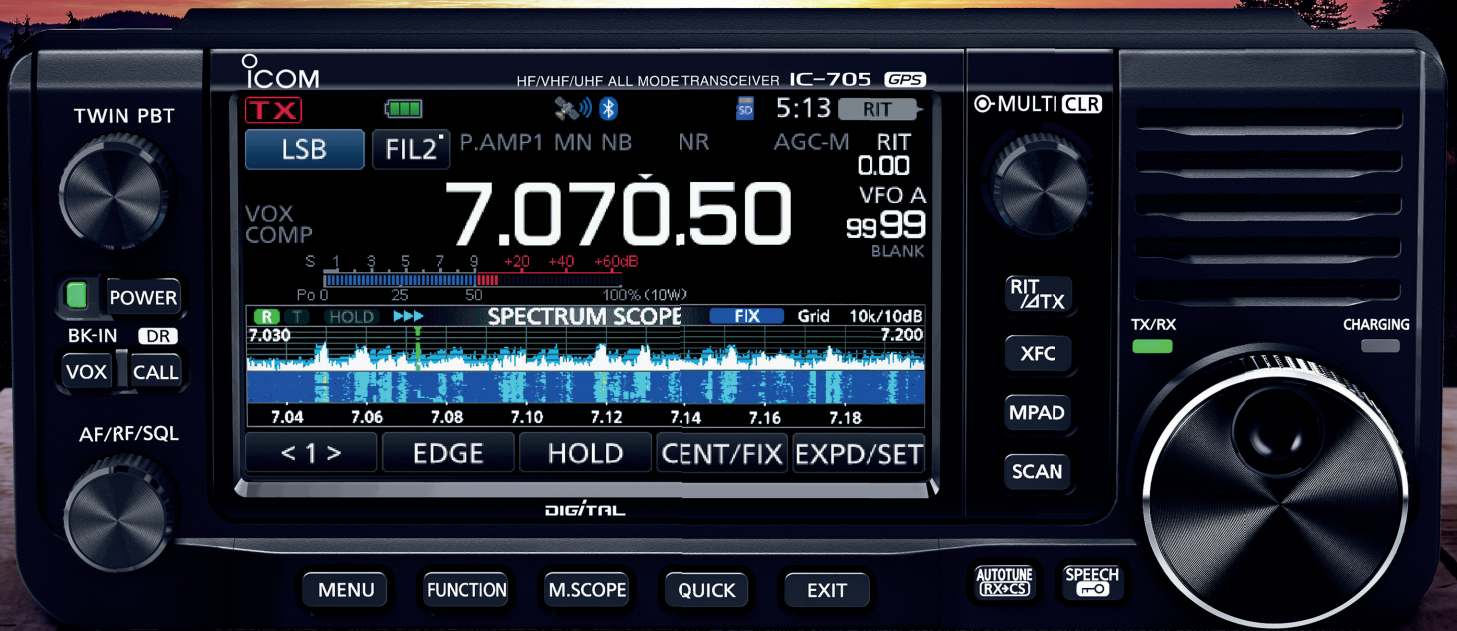 ICOM
HF/VHF/UHF ALL MODE TRANSCEIVER IC-705 GPS
TWIN PBT
TX
SD
5:13
RIT
MULTI CLR
LSB
FIL2
P.AMP1 MN NB NR AGC-M RIT
0.00
VFO A
VOX
COMP
7.070.50
99 99
BLANK
S 1 3 5 7 9 +20 +40 +60dB
Po 0 25 50 100% (10W)
POWER
BK-IN DR
VOX CALL
R T HOLD SPECTRUM SCOPE FIX Grid 10k/10dB
7.030 7.200
7.04 7.06 7.08 7.10 7.12 7.14 7.16 7.18
< 1 > EDGE HOLD CENT/FIX EXPD/SET
AF/RF/SQL
RIT
/⊿TX
XFC
MPAD
SCAN
TX/RX
CHARGING
DIGITAL
MENU FUNCTION M.SCOPE QUICK EXIT
AUTOTUNE
RX→CS
SPEECH